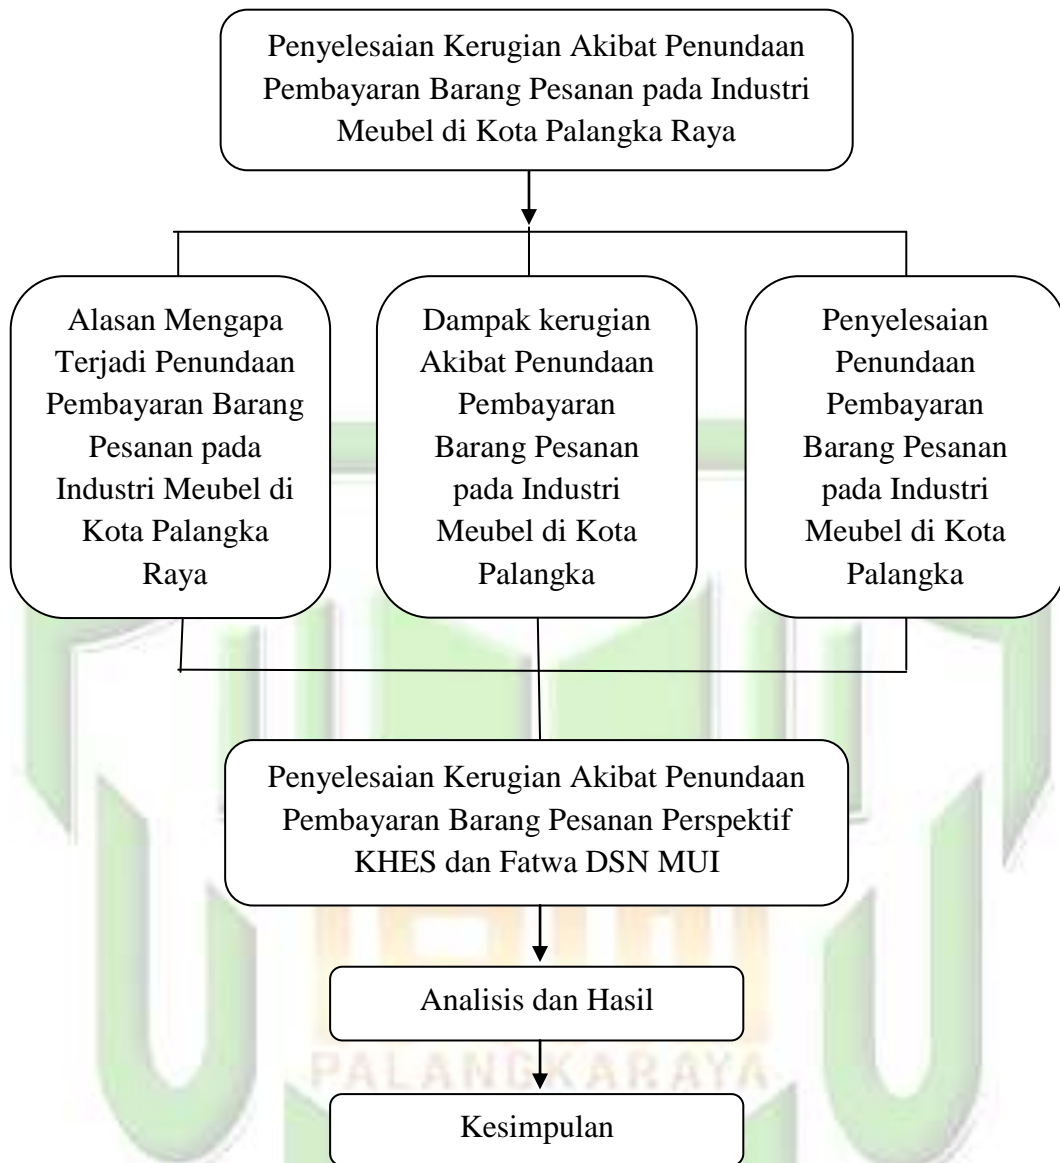 Penyelesaian Kerugian Akibat Penundaan
Pembayaran Barang Pesanan pada Industri
Meubel di Kota Palangka Raya
Alasan Mengapa
Terjadi Penundaan
Pembayaran Barang
Pesanan pada
Industri Meubel di
Kota Palangka
Raya
Dampak kerugian
Akibat Penundaan
Pembayaran
Barang Pesanan
pada Industri
Meubel di Kota
Palangka
Penyelesaian
Penundaan
Pembayaran
Barang Pesanan
pada Industri
Meubel di Kota
Palangka
Penyelesaian Kerugian Akibat Penundaan
Pembayaran Barang Pesanan Perspektif
KHES dan Fatwa DSN MUI
Analisis dan Hasil
PALANGKARAYA
Kesimpulan